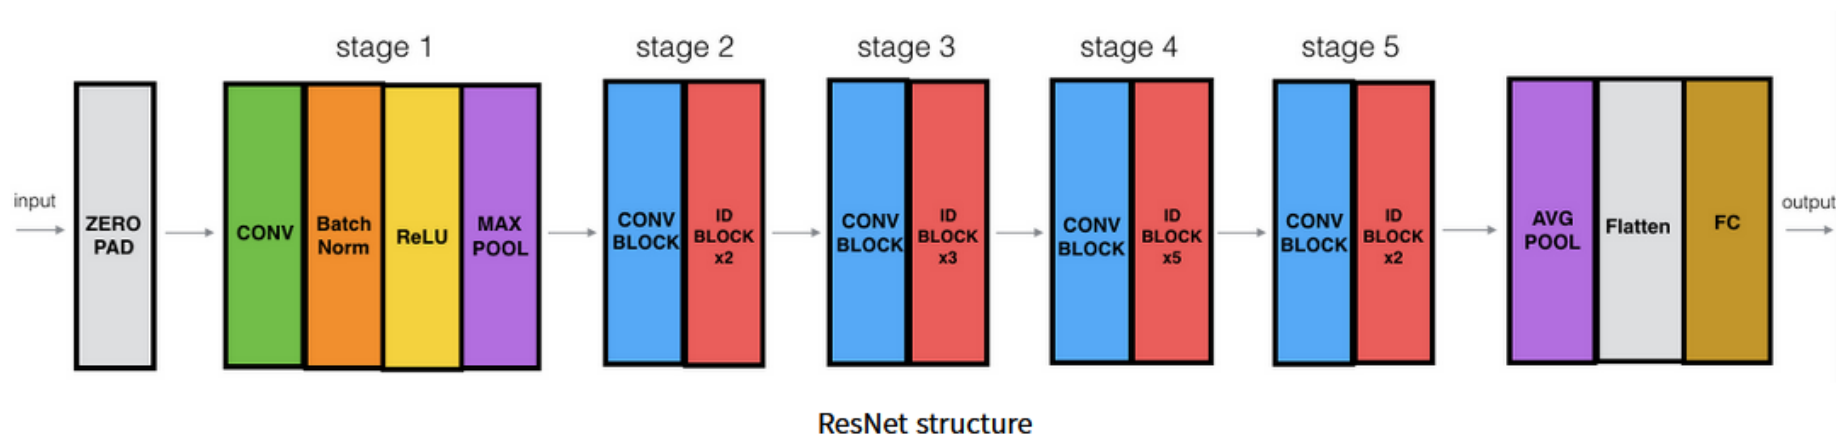 stage 1
stage 2
stage 3
stage 4
stage 5
input
ZERO
PAD
CONV
Batch
Norm
ReLU
MAX
POOL
CONV
BLOCK
ID
BLOCK
x2
CONV
BLOCK
ID
BLOCK
x3
CONV
BLOCK
ID
BLOCK
x5
CONV
BLOCK
ID
BLOCK
x2
AVG
POOL
Flatten
FC
output
ResNet structure